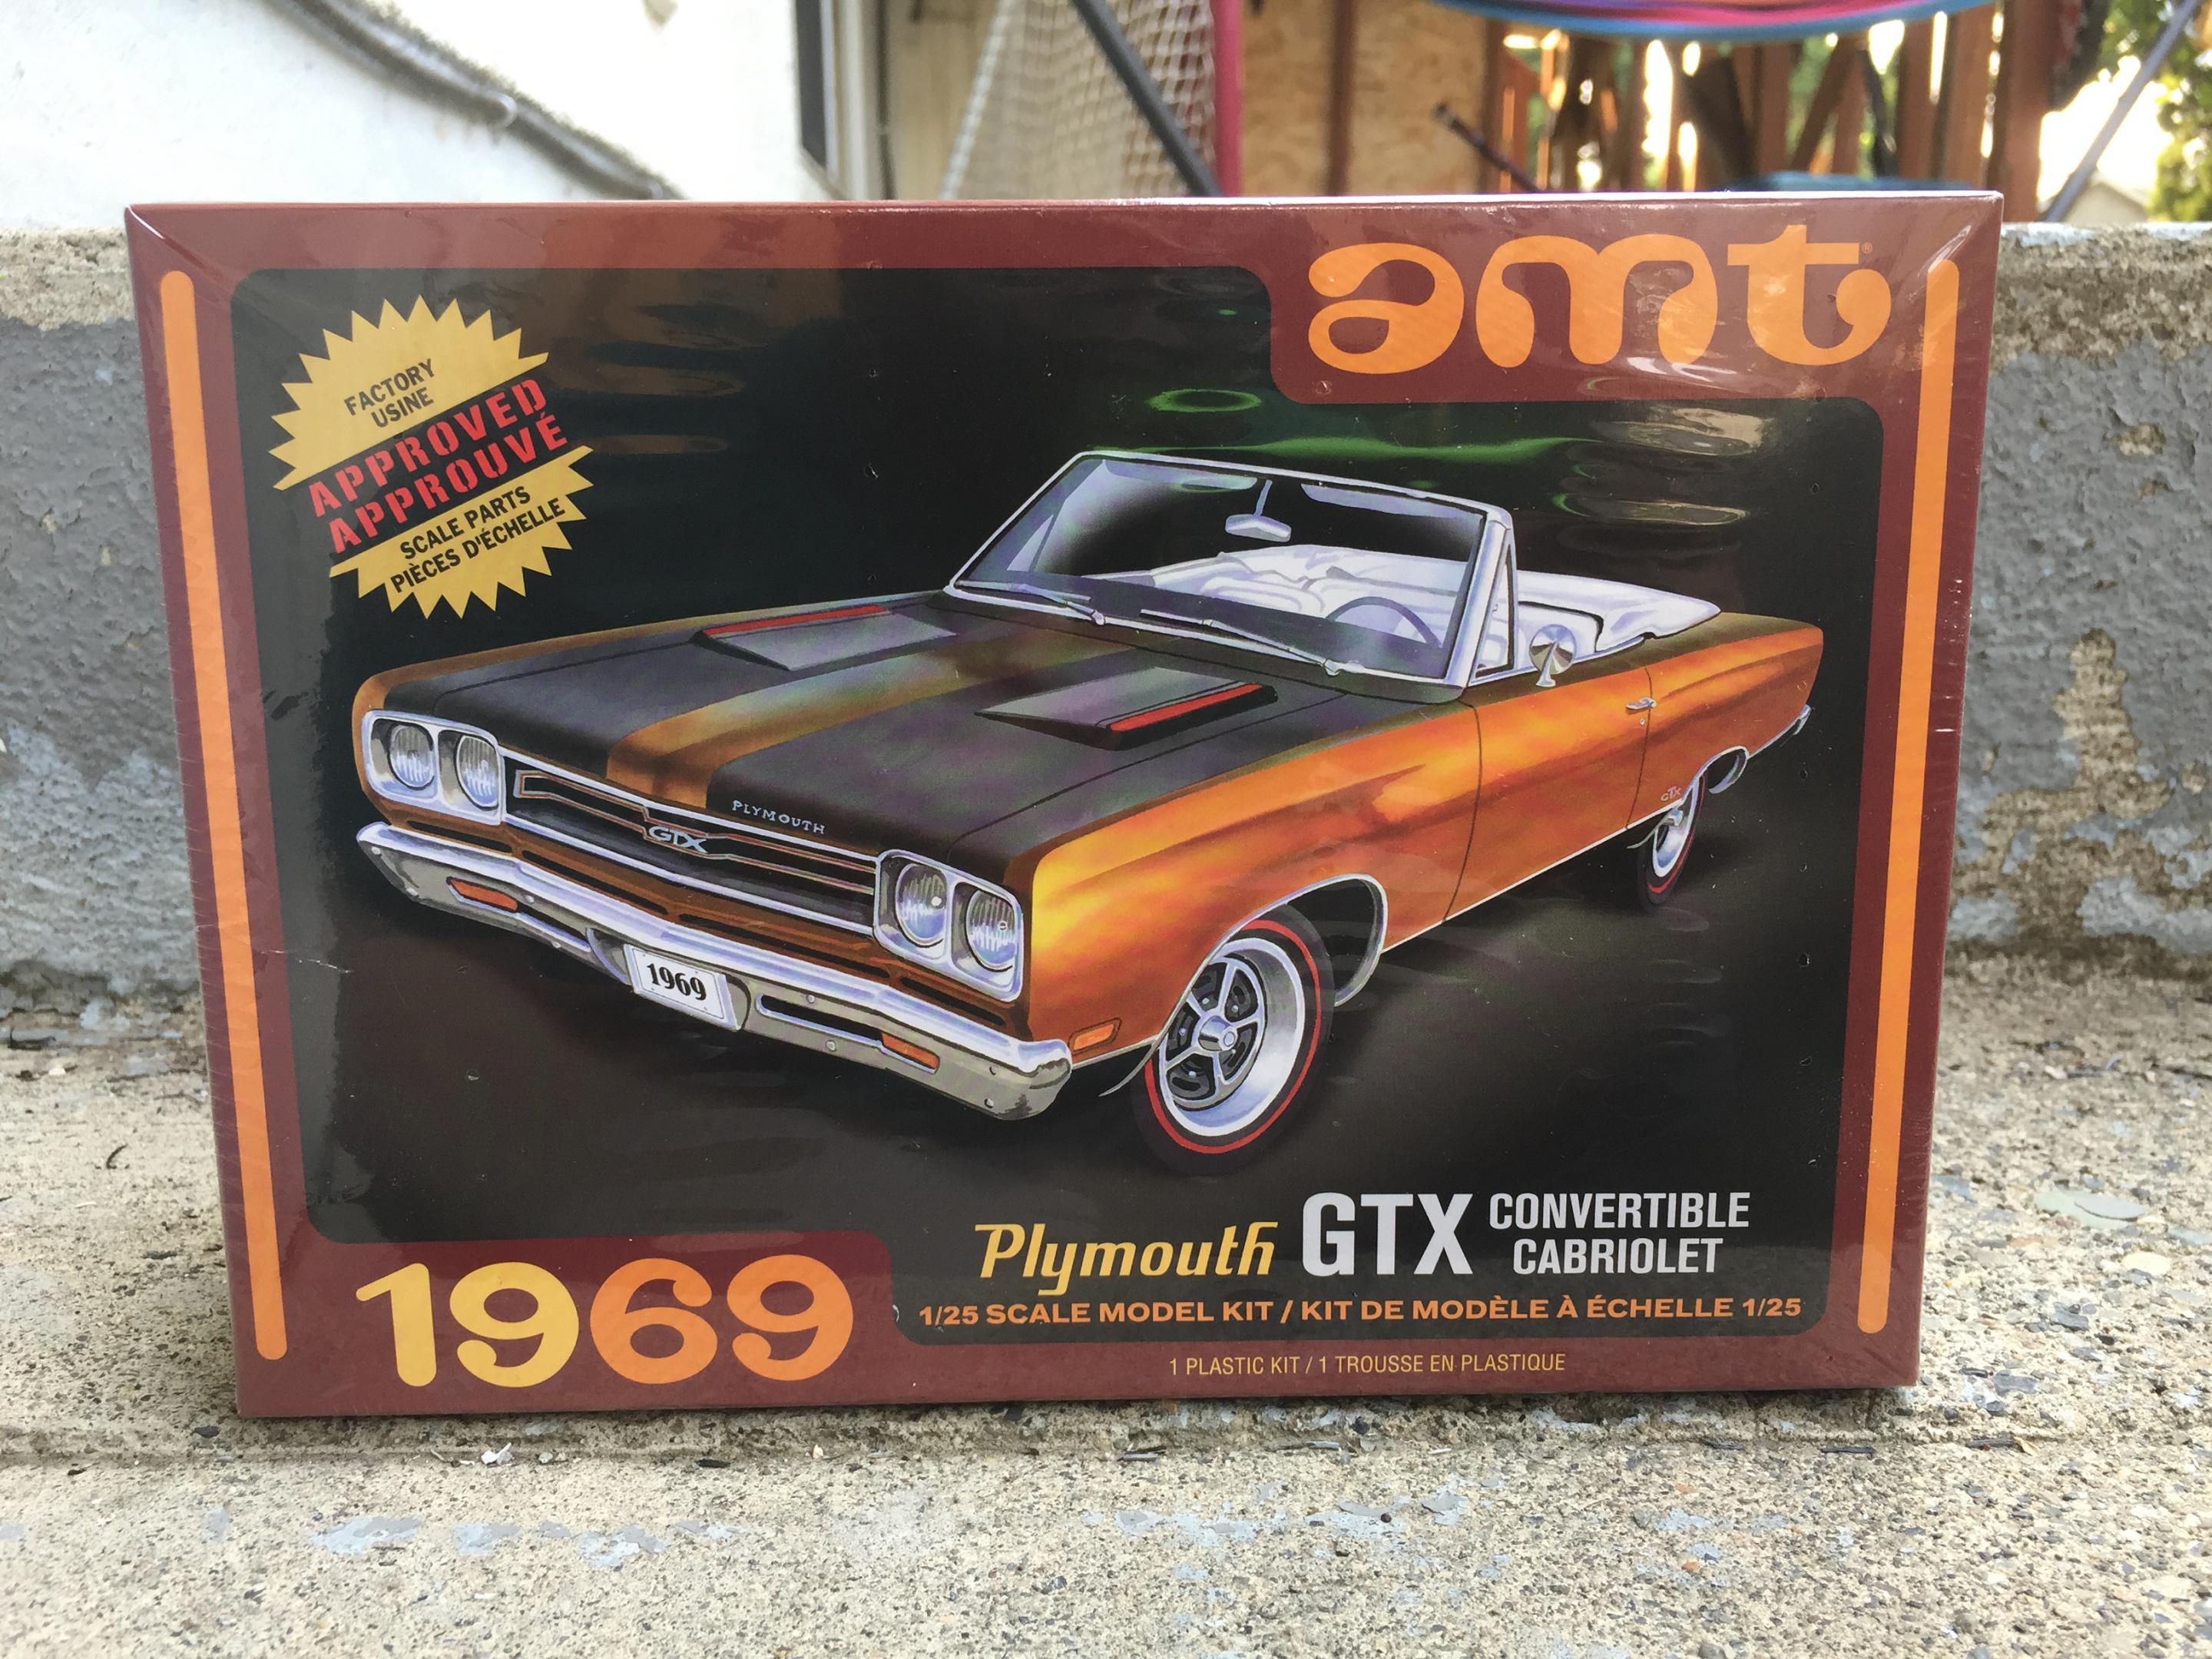 amt®
FACTORY
USINE
APPROVED
APPROUVÉ
SCALE PARTS
PIÈCES D'ÉCHELLE
PLYMOUTH
GTX
GTX
1969
Plymouth GTX CONVERTIBLE
CABRIOLET
1/25 SCALE MODEL KIT / KIT DE MODÈLE À ÉCHELLE 1/25
1969
1 PLASTIC KIT / 1 TROUSSE EN PLASTIQUE